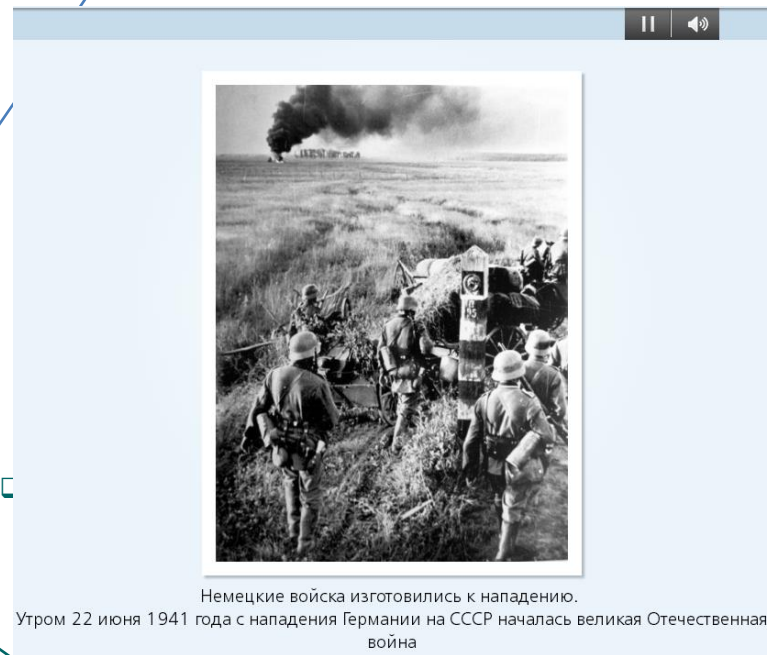 Немецкие войска изготовились к нападению.
Утром 22 июня 1941 года с нападения Германии на СССР началась великая Отечественная
война